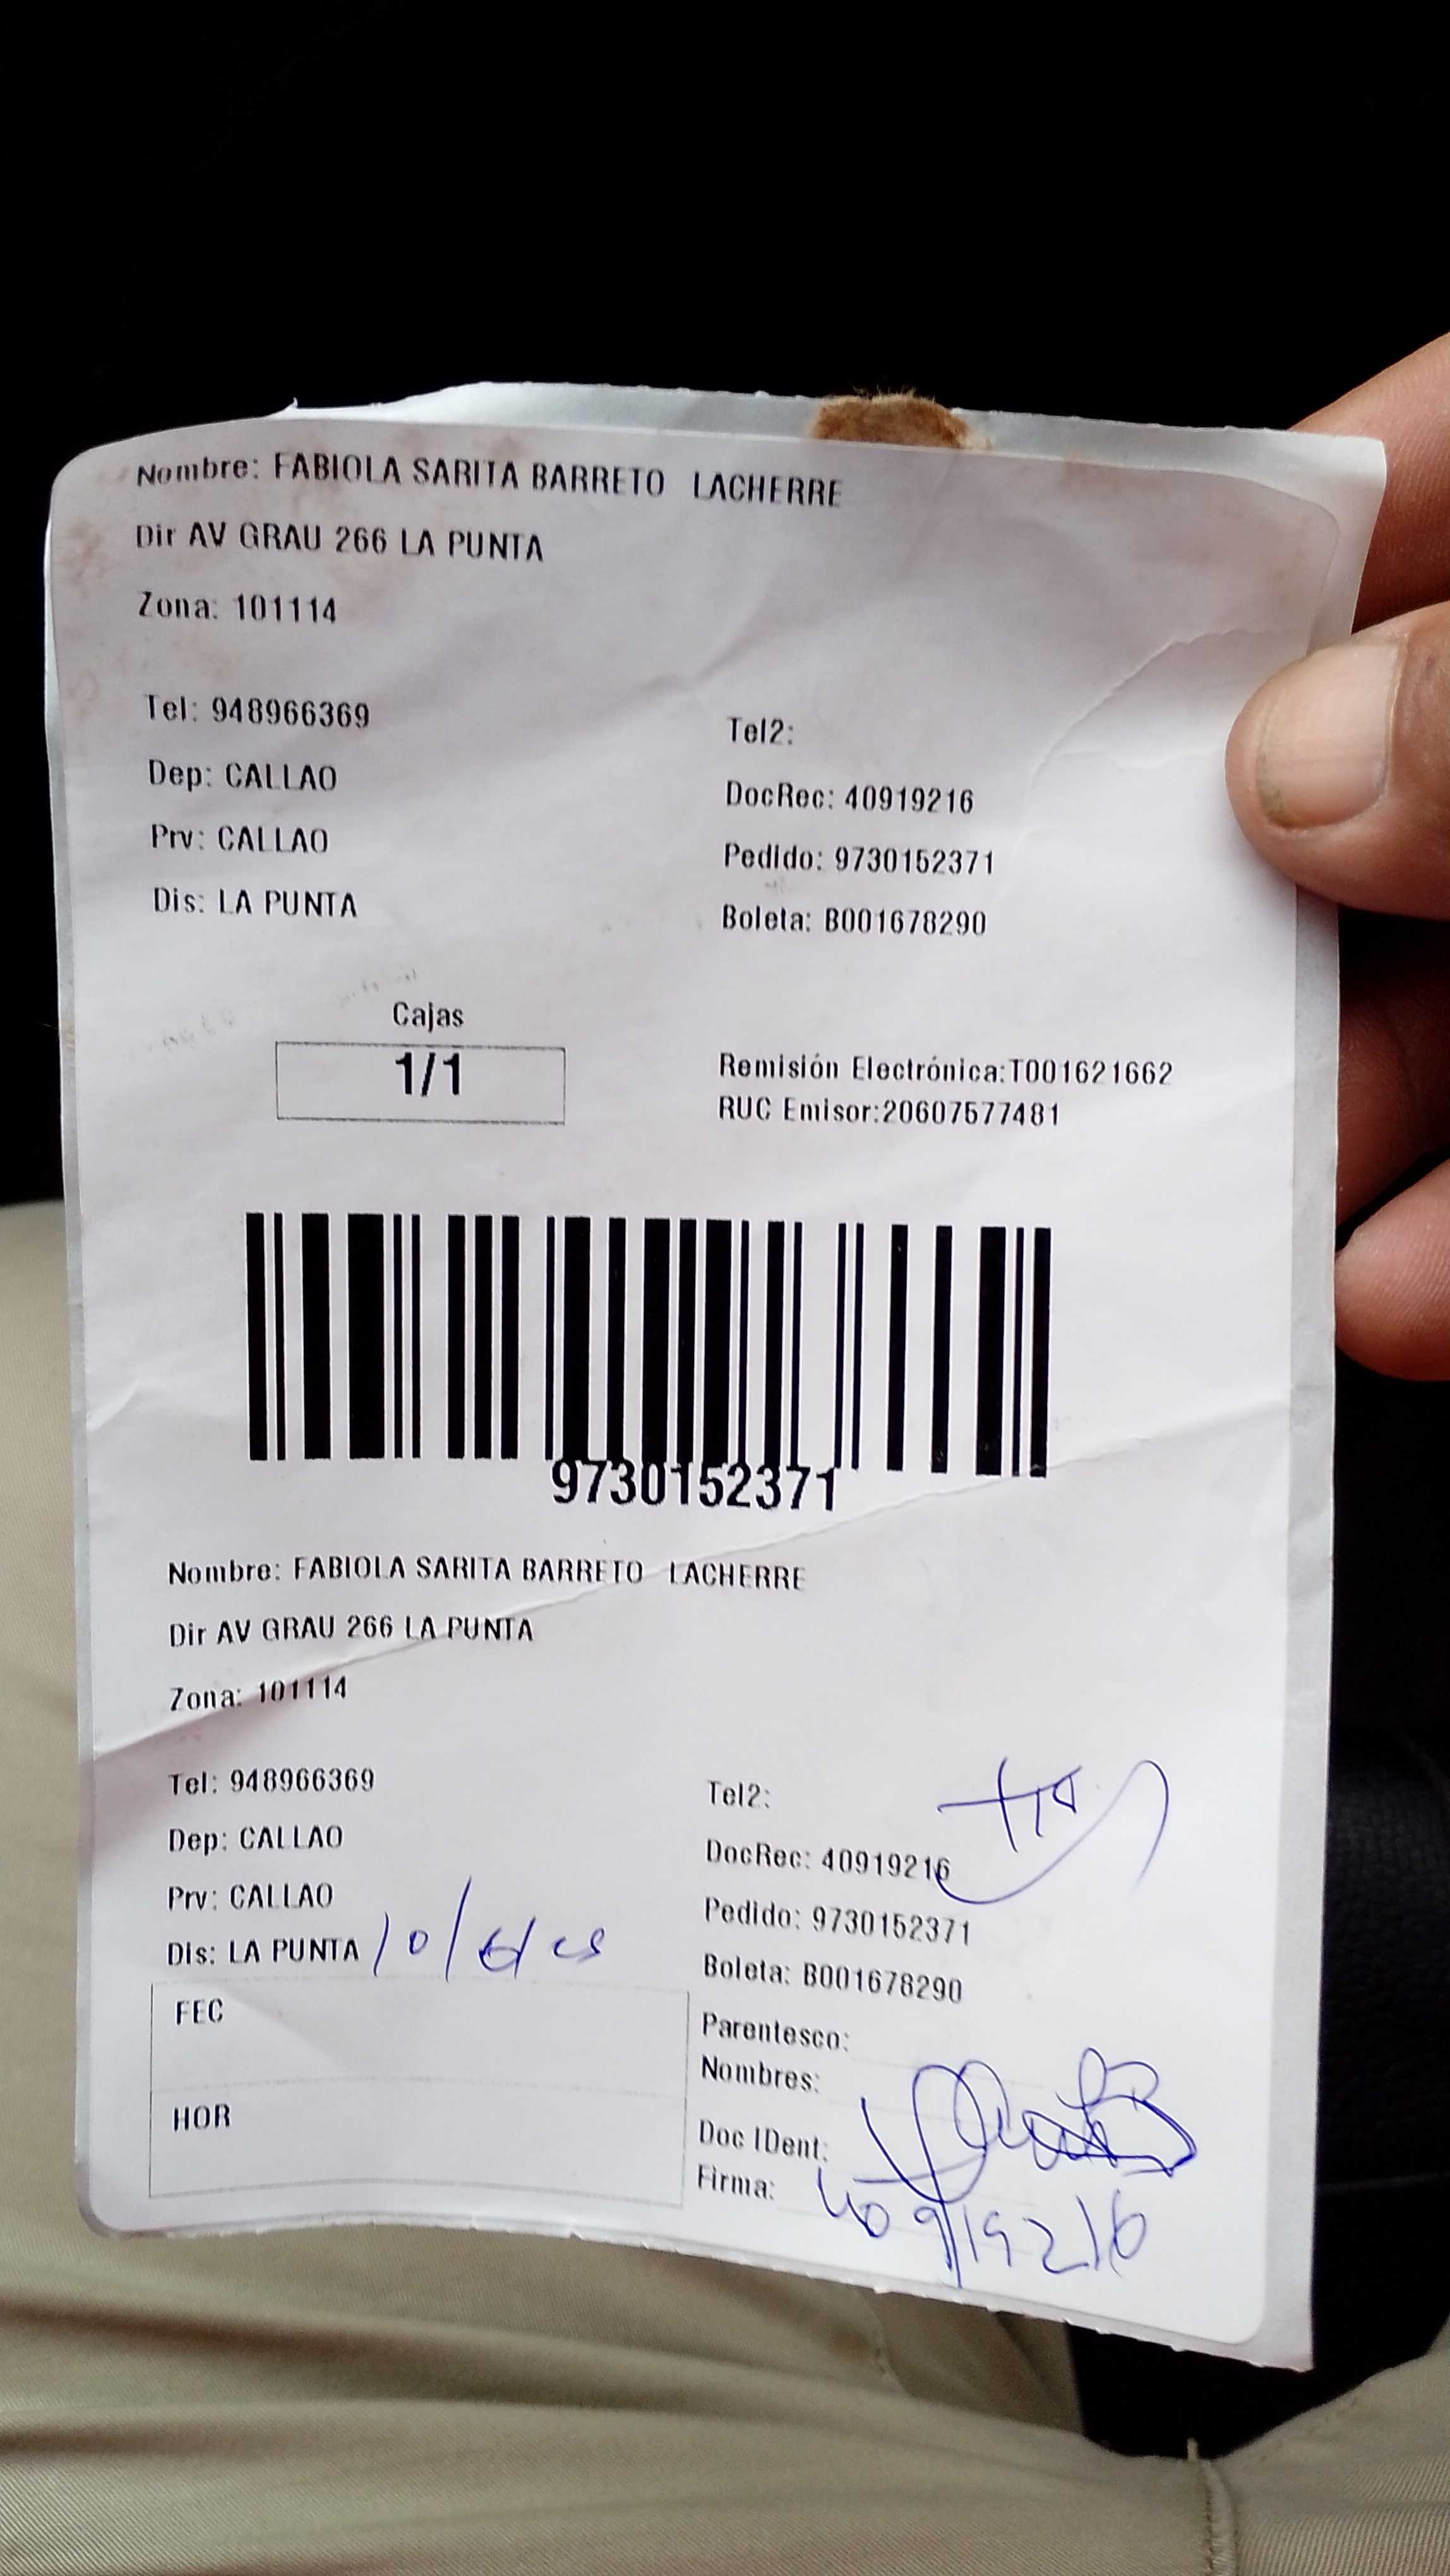 Nombre: FABIOLA SARITA BARRETO LACHERRE
Dir AV GRAU 266 LA PUNTA
Zona: 101114
Tel: 948966369
Tel2:
Dep: CALLAO
DocRec: 40919216
Prv: CALLAO
Pedido: 9730152371
Dis: LA PUNTA
Boleta: B001678290
Cajas
1/1
Remisión Electrónica:T001621662
RUC Emisor:20607577481
9730152371
Nombre: FABIOLA SARITA BARRETO LACHERRE
Dir AV GRAU 266 LA PUNTA
Zona: 101114
Tel: 948966369
Tel2:
Dep: CALLAO
DocRec: 40919216
Prv: CALLAO
Pedido: 9730152371
Dis: LA PUNTA
Boleta: B001678290
FEC
Parentesco:
Nombres:
HOR
Doc IDent:
Firma:
40919216